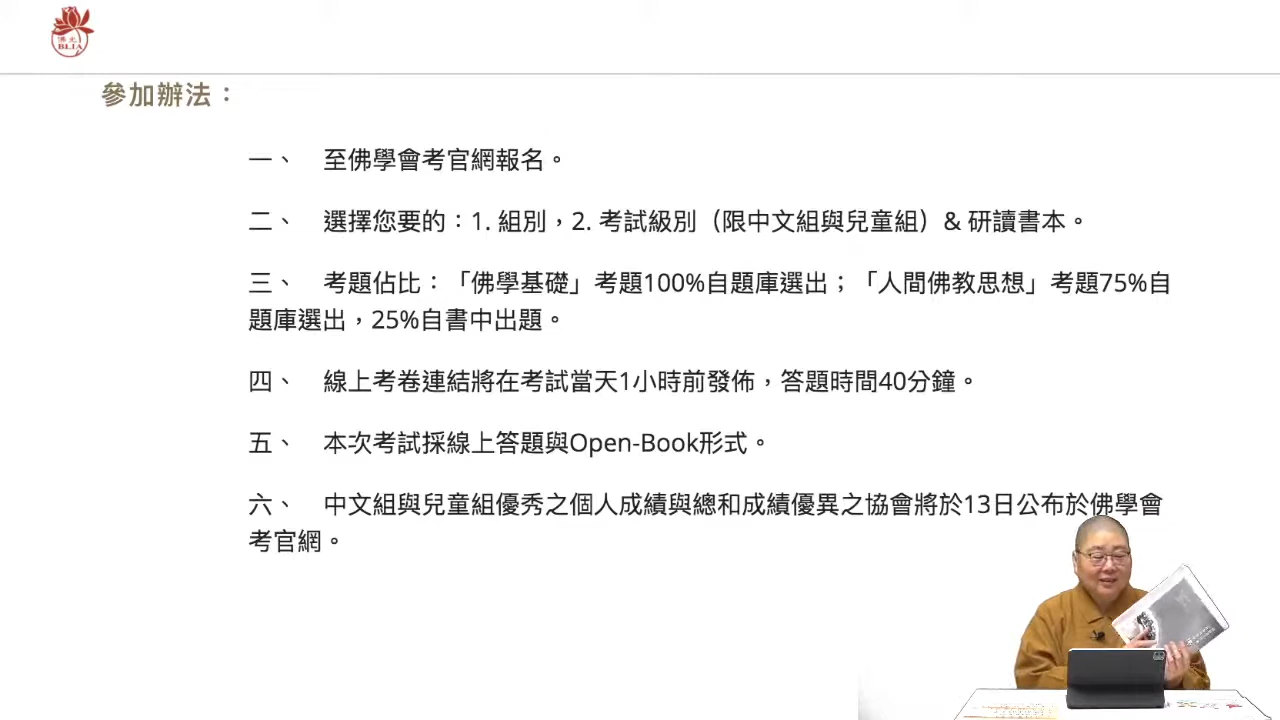 佛光
BLIA
參加辦法：
一、 至佛學會考官網報名。
二、 選擇您要的：1. 組別，2. 考試級別（限中文組與兒童組）& 研讀書本。
三、 考題佔比：「佛學基礎」考題100%自題庫選出；「人間佛教思想」考題75%自
題庫選出，25%自書中出題。
四、 線上考卷連結將在考試當天1小時前發佈，答題時間40分鐘。
五、 本次考試採線上答題與Open-Book形式。
六、 中文組與兒童組優秀之個人成績與總和成績優異之協會將於13日公布於佛學會
考官網。